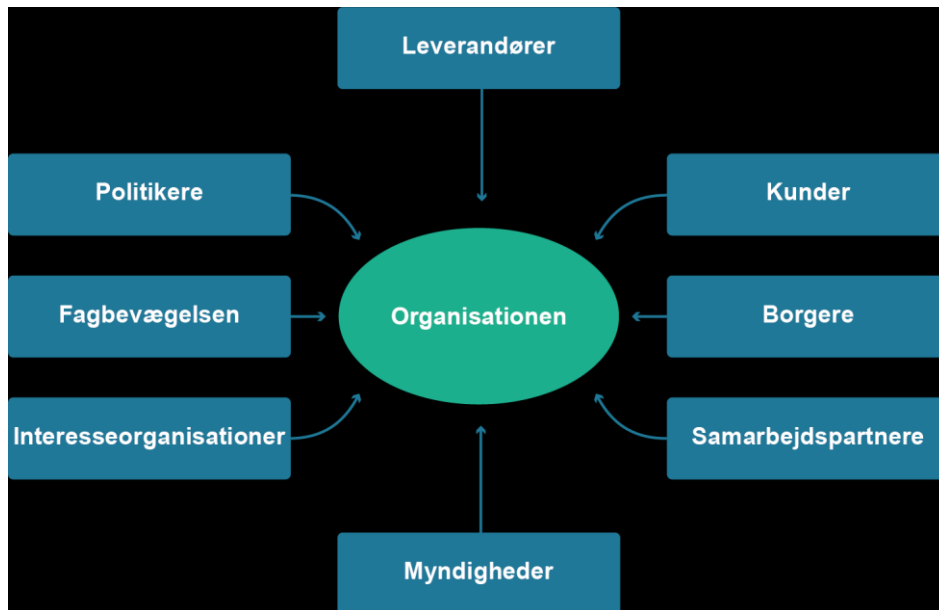 Leverandører
Politikere
Kunder
Fagbevægelsen
Organisationen
Borgere
Interesseorganisationer
Samarbejdspartnere
Myndigheder